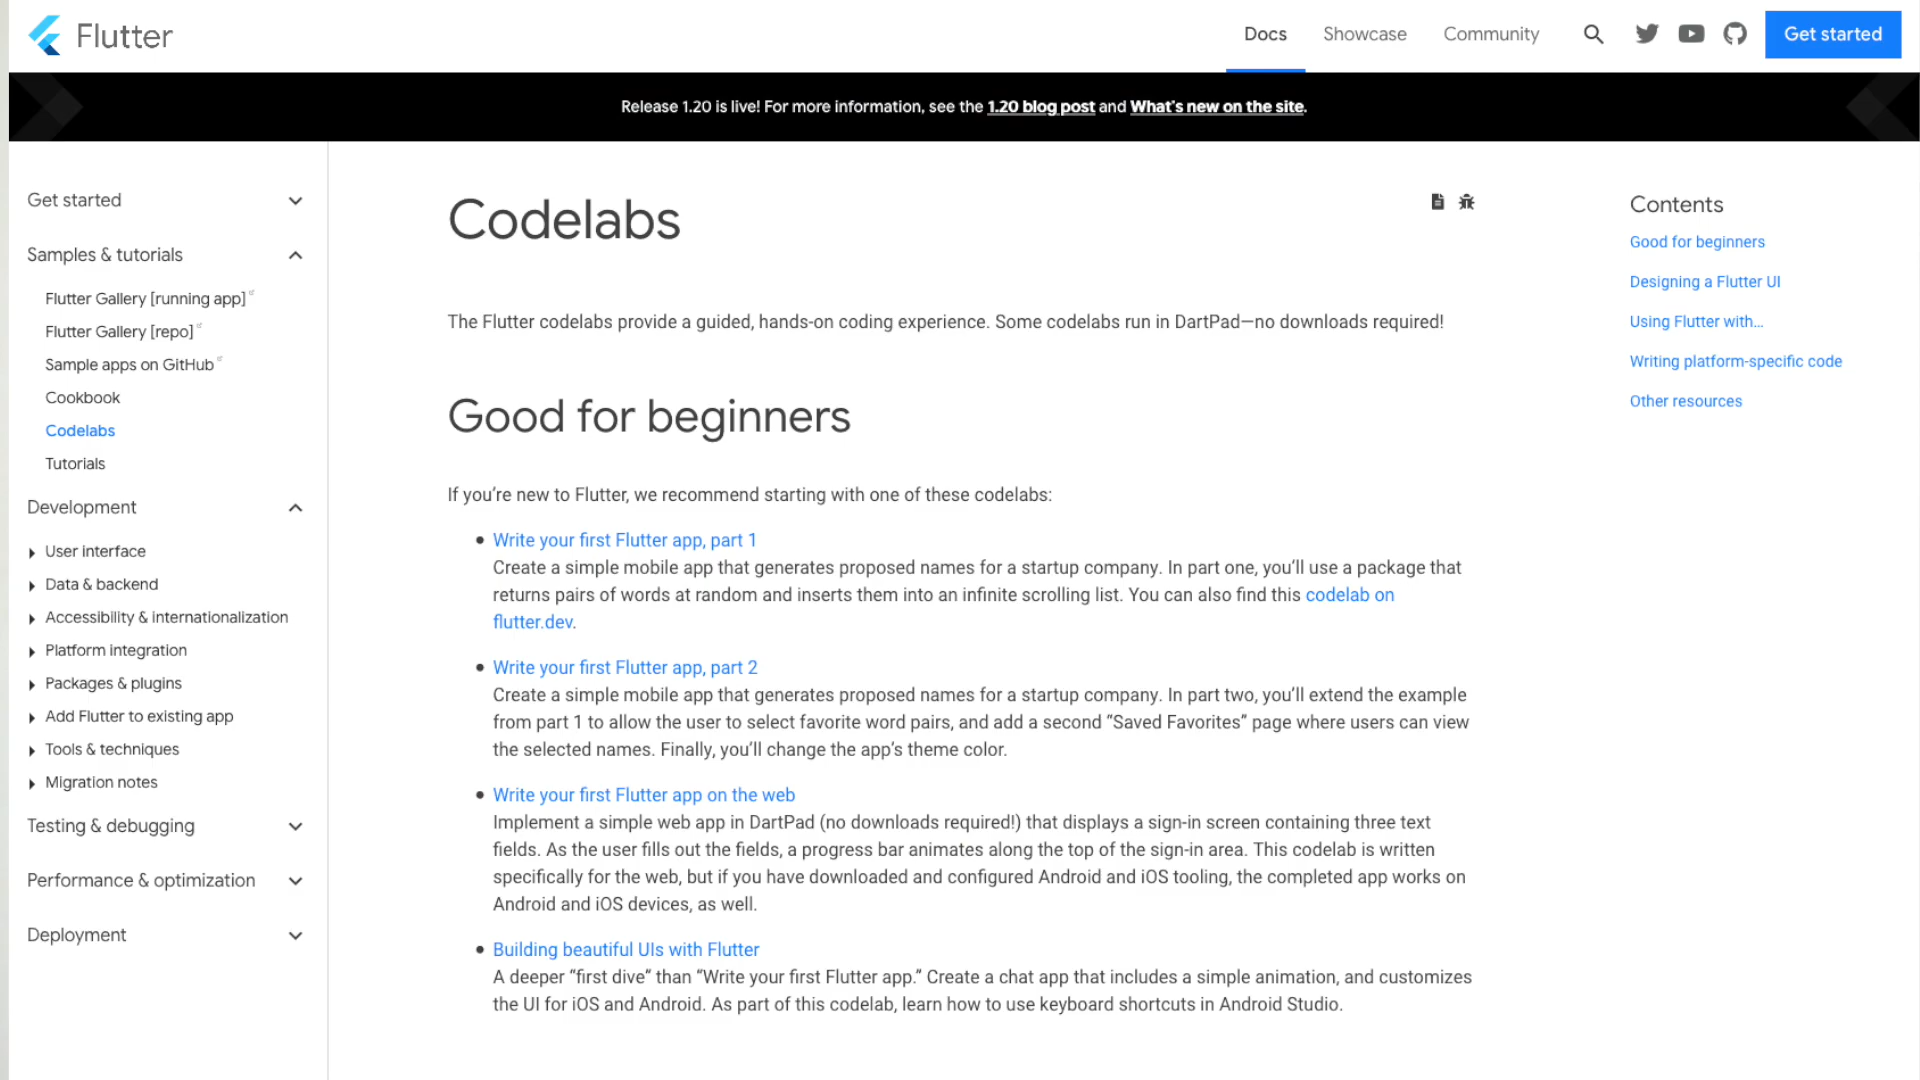 Flutter
Docs
Showcase
Community
Get started
Release 1.20 is live! For more information, see the 1.20 blog post and What's new on the site.
Get started
Samples & tutorials
Flutter Gallery [running app]
Flutter Gallery [repo]
Sample apps on GitHub
Cookbook
Codelabs
Tutorials
Development
User interface
Data & backend
Accessibility & internationalization
Platform integration
Packages & plugins
Add Flutter to existing app
Tools & techniques
Migration notes
Testing & debugging
Performance & optimization
Deployment
Codelabs
The Flutter codelabs provide a guided, hands-on coding experience. Some codelabs run in DartPad—no downloads required!
Good for beginners
If you’re new to Flutter, we recommend starting with one of these codelabs:
Write your first Flutter app, part 1
Create a simple mobile app that generates proposed names for a startup company. In part one, you’ll use a package that
returns pairs of words at random and inserts them into an infinite scrolling list. You can also find this codelab on
flutter.dev.
Write your first Flutter app, part 2
Create a simple mobile app that generates proposed names for a startup company. In part two, you’ll extend the example
from part 1 to allow the user to select favorite word pairs, and add a second “Saved Favorites” page where users can view
the selected names. Finally, you’ll change the app’s theme color.
Write your first Flutter app on the web
Implement a simple web app in DartPad (no downloads required!) that displays a sign-in screen containing three text
fields. As the user fills out the fields, a progress bar animates along the top of the sign-in area. This codelab is written
specifically for the web, but if you have downloaded and configured Android and iOS tooling, the completed app works on
Android and iOS devices, as well.
Building beautiful UIs with Flutter
A deeper “first dive” than “Write your first Flutter app.” Create a chat app that includes a simple animation, and customizes
the UI for iOS and Android. As part of this codelab, learn how to use keyboard shortcuts in Android Studio.
Contents
Good for beginners
Designing a Flutter UI
Using Flutter with…
Writing platform-specific code
Other resources